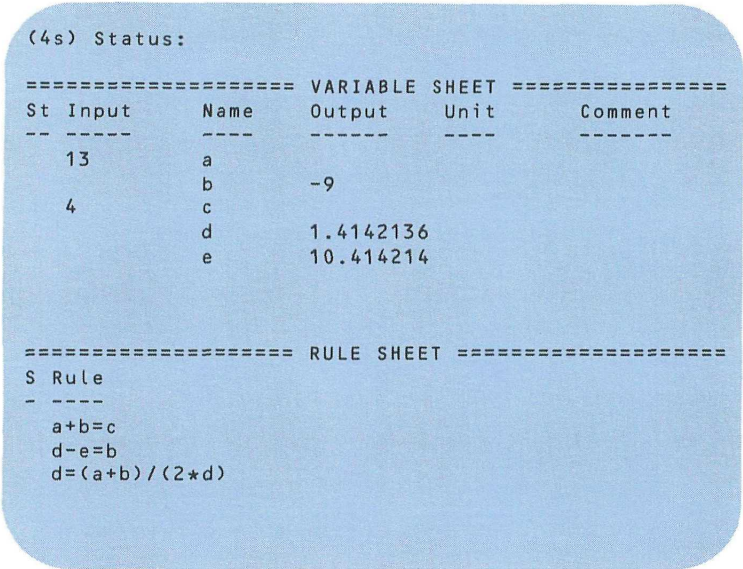 (4s) Status:
==================== VARIABLE SHEET ================
St Input Name Output Unit Comment
-- ----- ---- ------ ---- -------
13 a
b -9
4 c
d 1.4142136
e 10.414214
==================== RULE SHEET ====================
S Rule
- ----
a+b=c
d-e=b
d=(a+b)/(2*d)